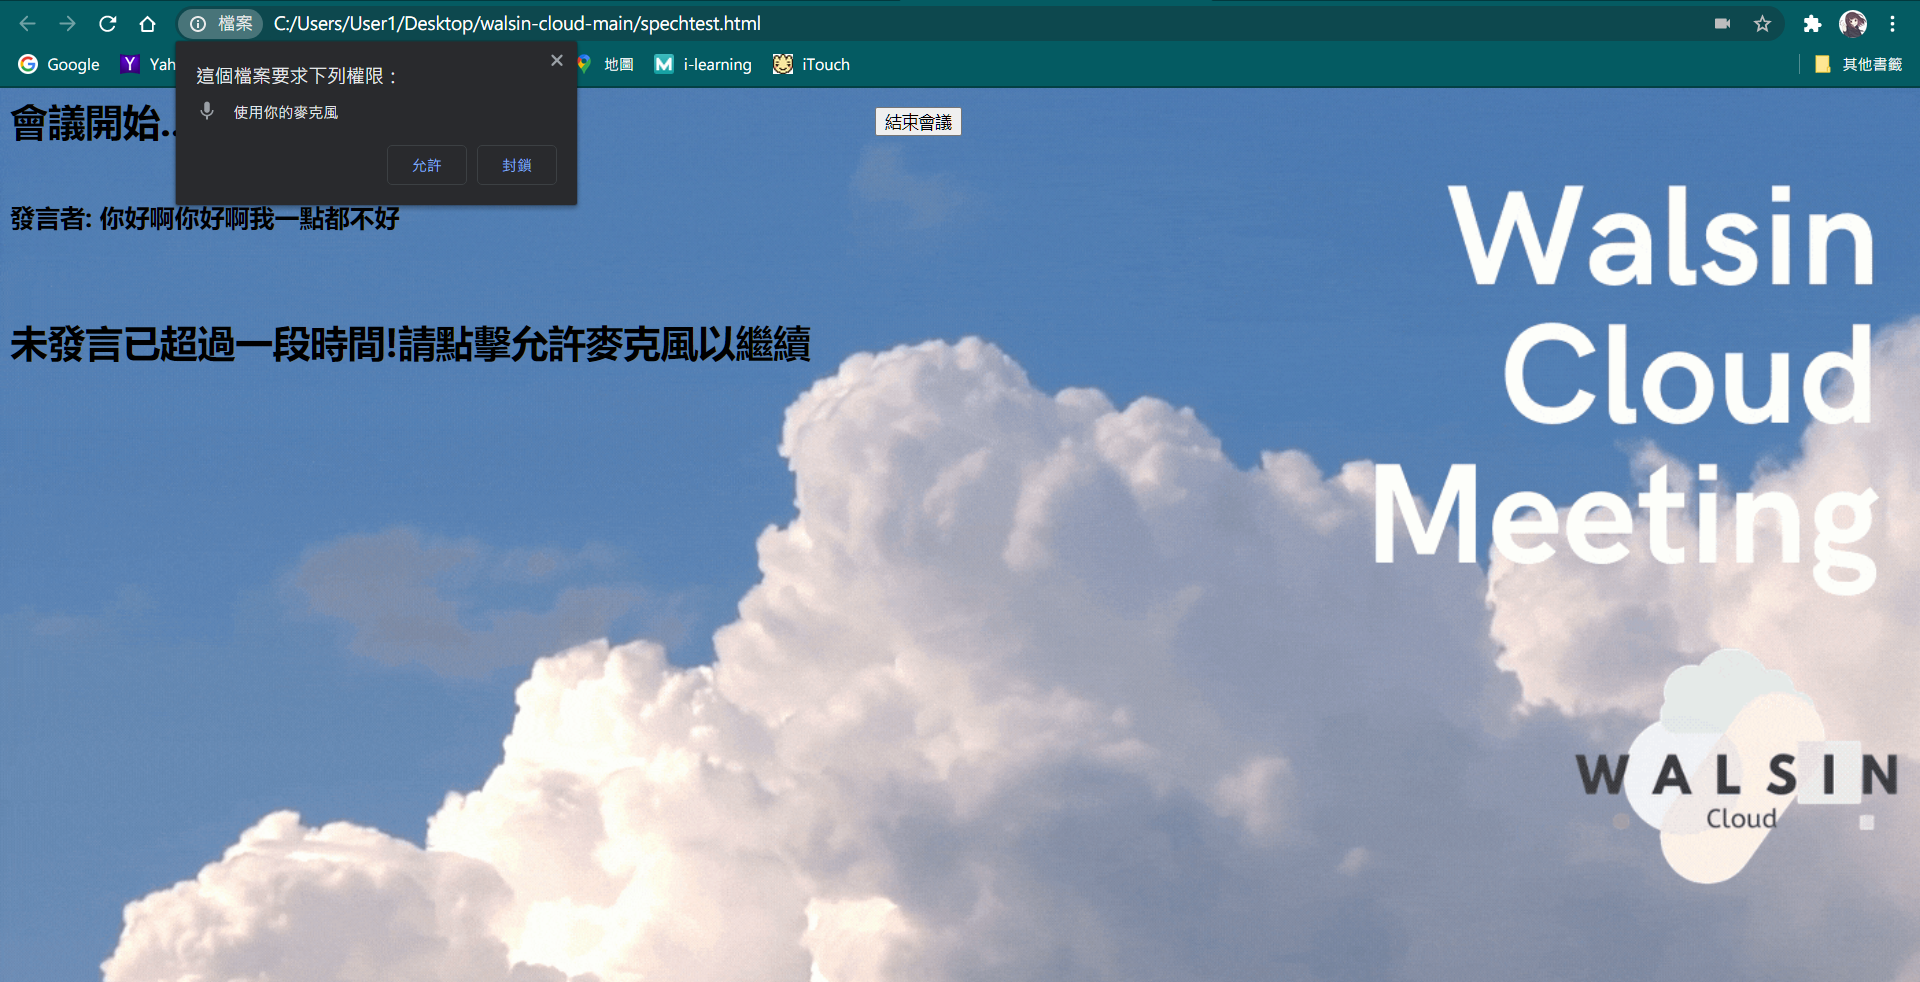 檔案 C:/Users/User1/Desktop/walsin-cloud-main/spechtest.html
Google Yah 地圖 i-learning iTouch 其他書籤
這個檔案要求下列權限：
使用你的麥克風
允許 封鎖
會議開始..
結束會議
發言者: 你好啊你好啊我一點都不好
未發言已超過一段時間!請點擊允許麥克風以繼續
Walsin
Cloud
Meeting
WALSIN
Cloud